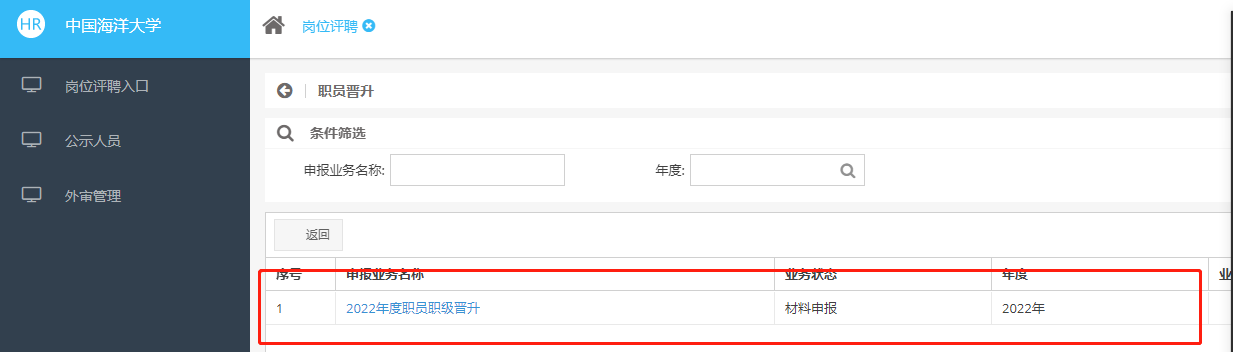 HR 中国海洋大学 岗位评聘
岗位评聘入口
公示人员
外审管理
职员晋升
条件筛选
申报业务名称: 年度:
返回
序号 申报业务名称 业务状态 年度 业
1 2022年度职员职级晋升 材料申报 2022年